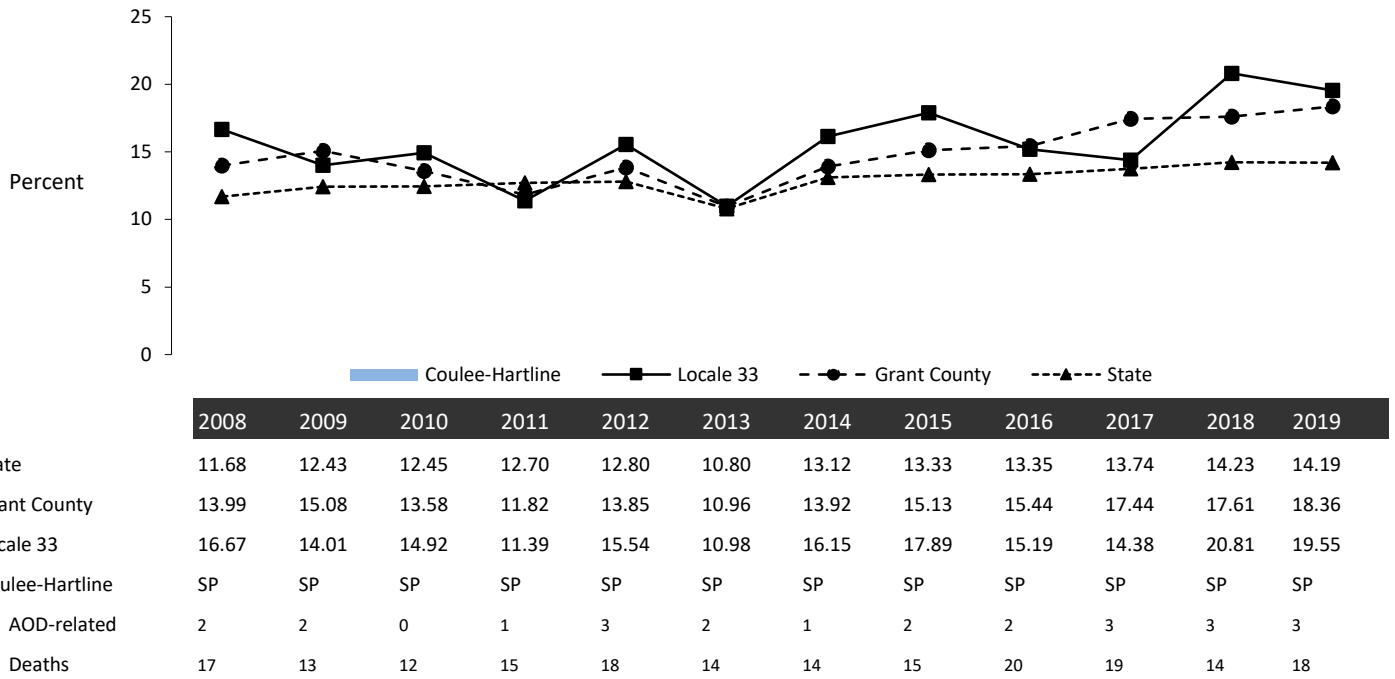 25
20
15
Percent
10
5
0
Coulee-Hartline Locale 33 Grant County State
2008 2009 2010 2011 2012 2013 2014 2015 2016 2017 2018 2019
ate 11.68 12.43 12.45 12.70 12.80 10.80 13.12 13.33 13.35 13.74 14.23 14.19
ant County 13.99 15.08 13.58 11.82 13.85 10.96 13.92 15.13 15.44 17.44 17.61 18.36
cale 33 16.67 14.01 14.92 11.39 15.54 10.98 16.15 17.89 15.19 14.38 20.81 19.55
ulee-Hartline SP SP SP SP SP SP SP SP SP SP SP SP
AOD-related 2 2 0 1 3 2 1 2 2 3 3 3
Deaths 17 13 12 15 18 14 14 15 20 19 14 18